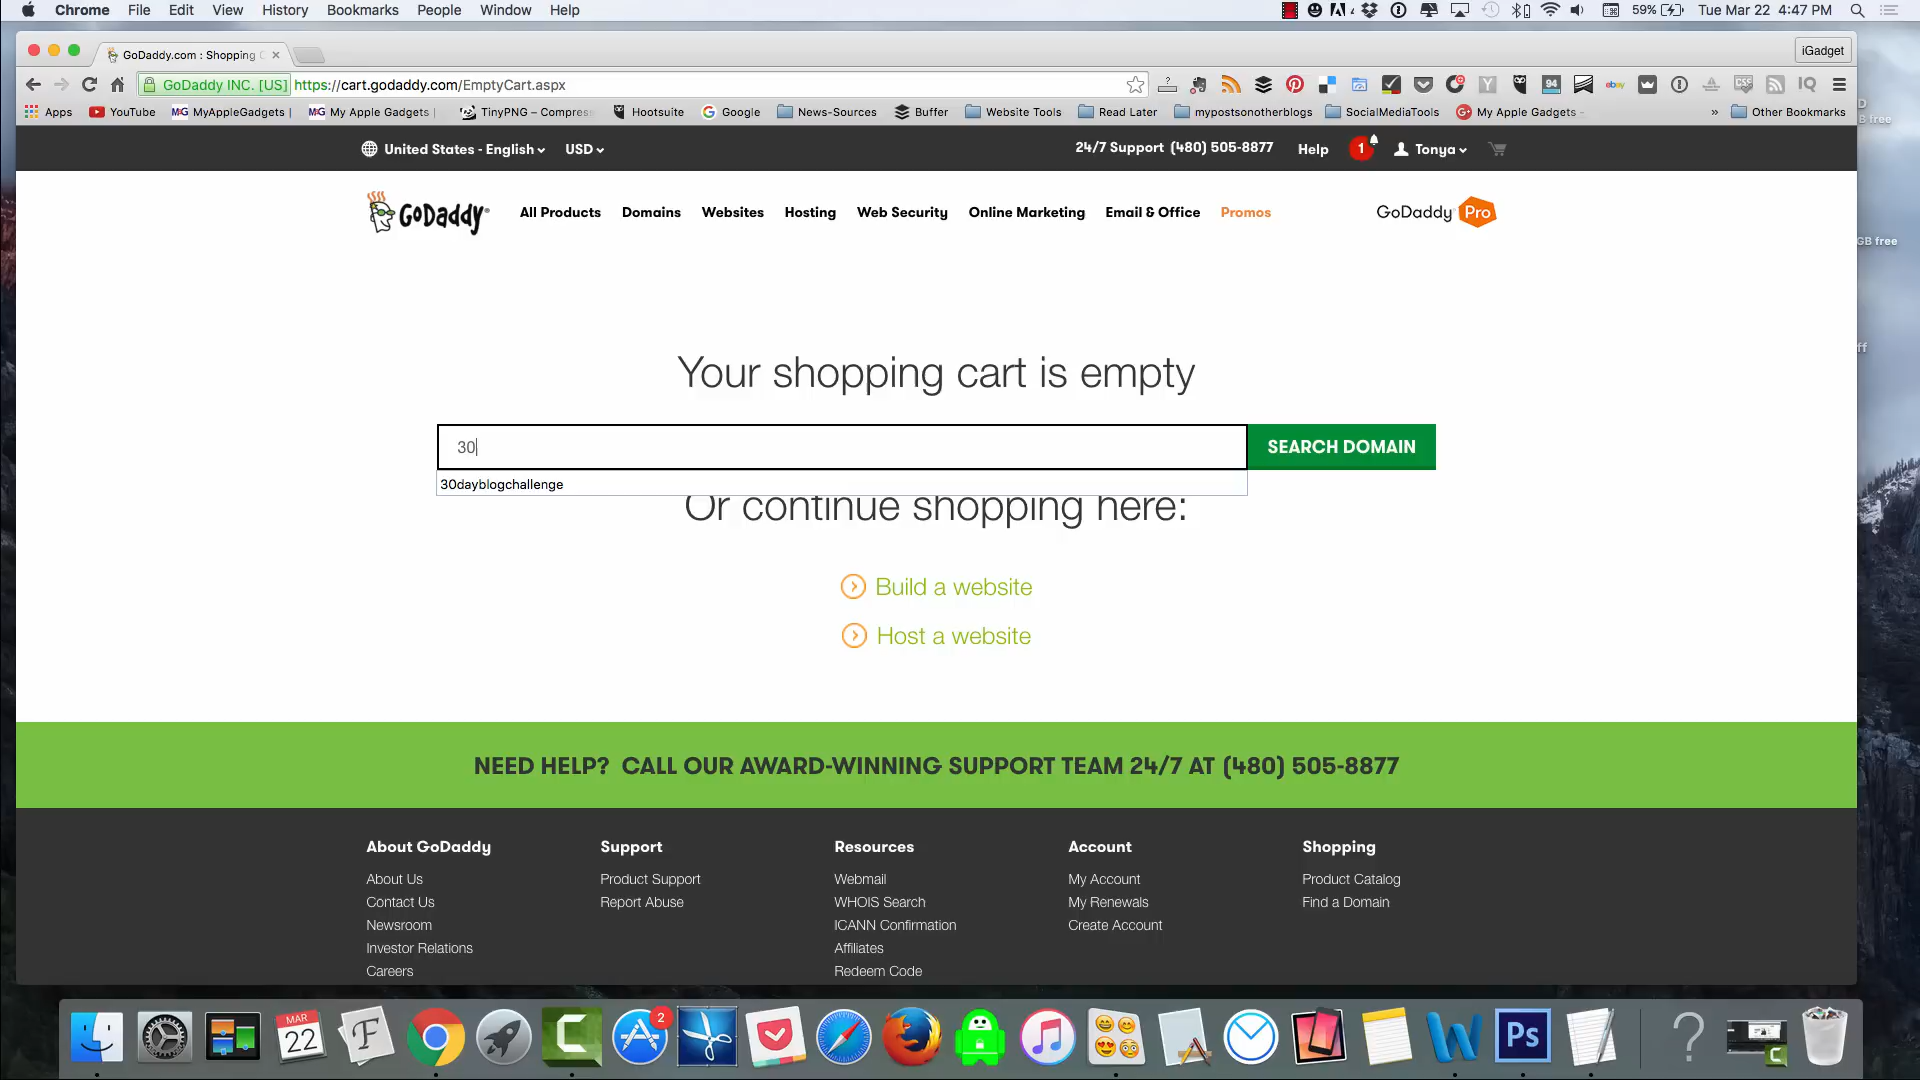 Chrome File Edit View History Bookmarks People Window Help 59% Tue Mar 22 4:47 PM
GoDaddy.com : Shopping iGadget
GoDaddy INC. [US] https://cart.godaddy.com/EmptyCart.aspx
Apps YouTube MyAppleGadgets | My Apple Gadgets | TinyPNG – Compress Hootsuite Google News-Sources Buffer Website Tools Read Later mypostsonotherblogs SocialMediaTools My Apple Gadgets - » Other Bookmarks
United States - English USD 24/7 Support (480) 505-8877 Help 1 Tonya
GoDaddy All Products Domains Websites Hosting Web Security Online Marketing Email & Office Promos GoDaddy Pro
GB free
Your shopping cart is empty
30 SEARCH DOMAIN
30dayblogchallenge
Or continue shopping here:
Build a website
Host a website
NEED HELP? CALL OUR AWARD-WINNING SUPPORT TEAM 24/7 AT (480) 505-8877
About GoDaddy Support Resources Account Shopping
About Us Product Support Webmail My Account Product Catalog
Contact Us Report Abuse WHOIS Search My Renewals Find a Domain
Newsroom ICANN Confirmation Create Account
Investor Relations Affiliates
Careers Redeem Code
MAR 22 2 Ps